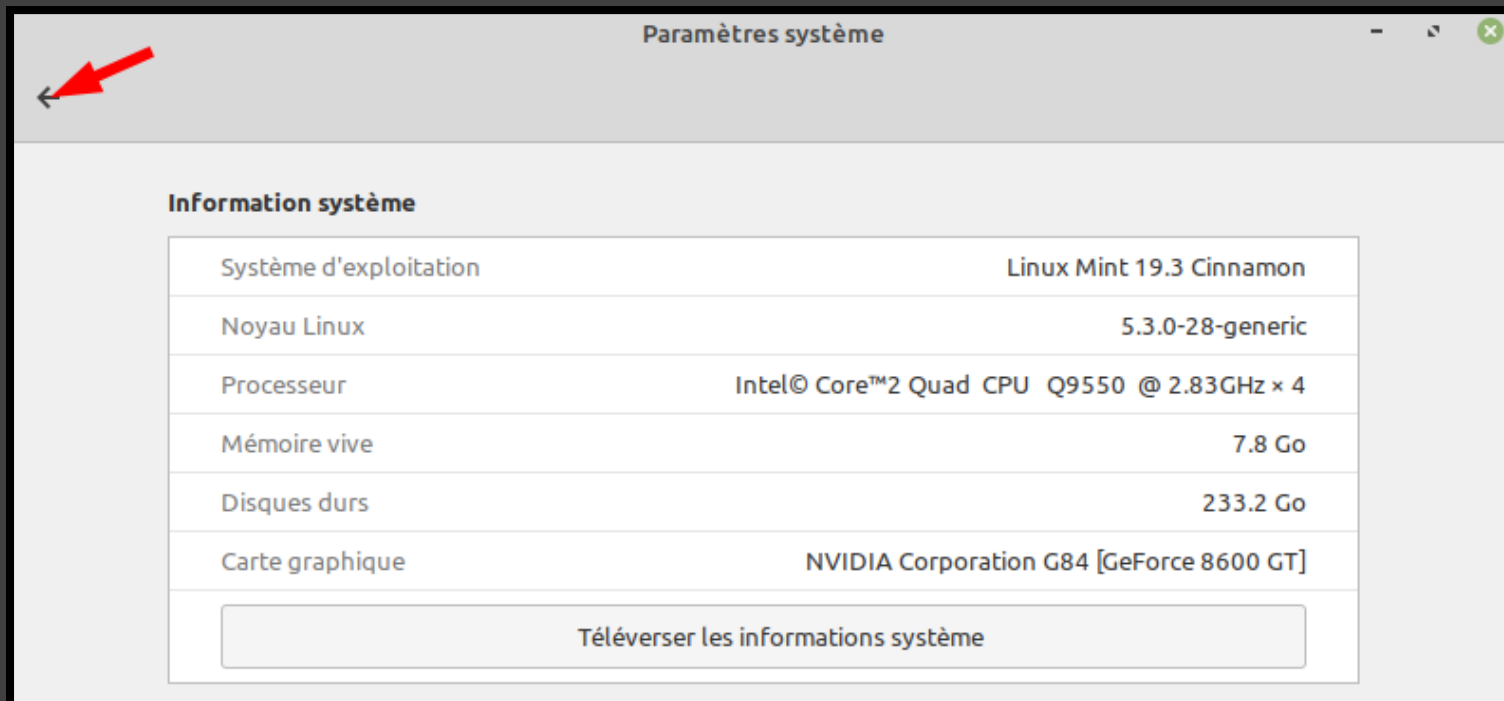 Paramètres système
Information système
Système d'exploitation Linux Mint 19.3 Cinnamon
Noyau Linux 5.3.0-28-generic
Processeur Intel© Core™2 Quad CPU Q9550 @ 2.83GHz × 4
Mémoire vive 7.8 Go
Disques durs 233.2 Go
Carte graphique NVIDIA Corporation G84 [GeForce 8600 GT]
Téléverser les informations système